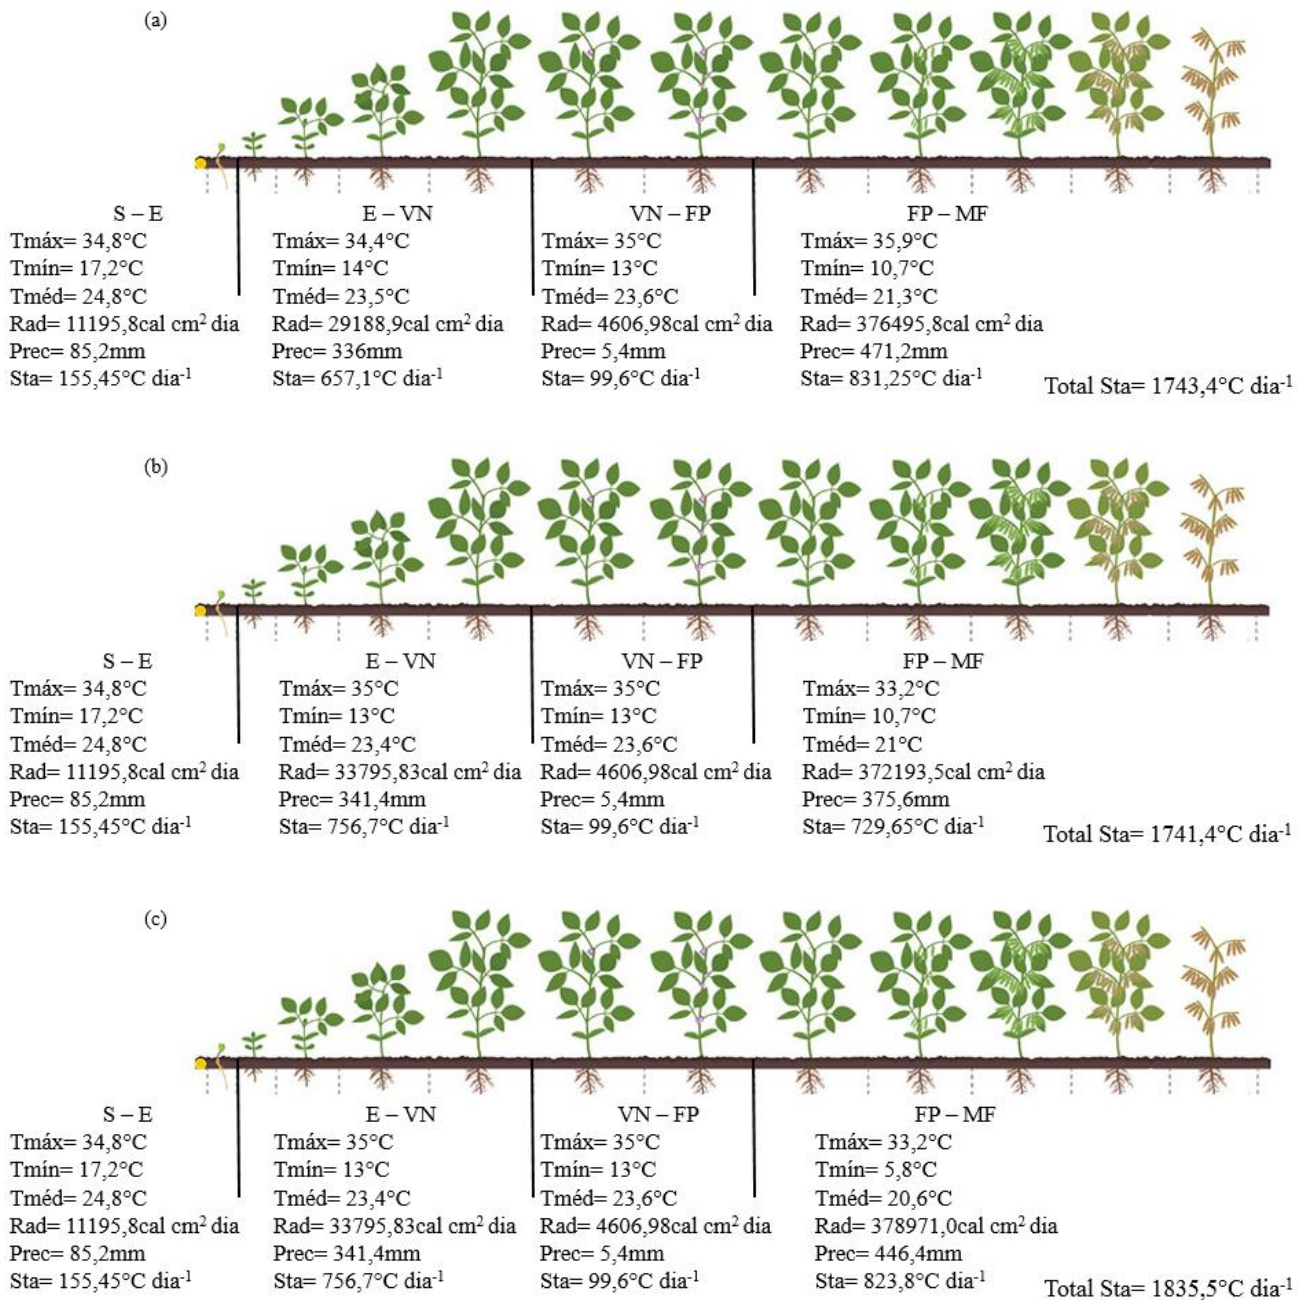 (a)
S – E
Tmáx= 34,8°C
Tmín= 17,2°C
Tméd= 24,8°C
Rad= 11195,8cal cm² dia
Prec= 85,2mm
Sta= 155,45°C dia⁻¹
E – VN
Tmáx= 34,4°C
Tmín= 14°C
Tméd= 23,5°C
Rad= 29188,9cal cm² dia
Prec= 336mm
Sta= 657,1°C dia⁻¹
VN – FP
Tmáx= 35°C
Tmín= 13°C
Tméd= 23,6°C
Rad= 4606,98cal cm² dia
Prec= 5,4mm
Sta= 99,6°C dia⁻¹
FP – MF
Tmáx= 35,9°C
Tmín= 10,7°C
Tméd= 21,3°C
Rad= 376495,8cal cm² dia
Prec= 471,2mm
Sta= 831,25°C dia⁻¹
Total Sta= 1743,4°C dia⁻¹
(b)
S – E
Tmáx= 34,8°C
Tmín= 17,2°C
Tméd= 24,8°C
Rad= 11195,8cal cm² dia
Prec= 85,2mm
Sta= 155,45°C dia⁻¹
E – VN
Tmáx= 35°C
Tmín= 13°C
Tméd= 23,4°C
Rad= 33795,83cal cm² dia
Prec= 341,4mm
Sta= 756,7°C dia⁻¹
VN – FP
Tmáx= 35°C
Tmín= 13°C
Tméd= 23,6°C
Rad= 4606,98cal cm² dia
Prec= 5,4mm
Sta= 99,6°C dia⁻¹
FP – MF
Tmáx= 33,2°C
Tmín= 10,7°C
Tméd= 21°C
Rad= 372193,5cal cm² dia
Prec= 375,6mm
Sta= 729,65°C dia⁻¹
Total Sta= 1741,4°C dia⁻¹
(c)
S – E
Tmáx= 34,8°C
Tmín= 17,2°C
Tméd= 24,8°C
Rad= 11195,8cal cm² dia
Prec= 85,2mm
Sta= 155,45°C dia⁻¹
E – VN
Tmáx= 35°C
Tmín= 13°C
Tméd= 23,4°C
Rad= 33795,83cal cm² dia
Prec= 341,4mm
Sta= 756,7°C dia⁻¹
VN – FP
Tmáx= 35°C
Tmín= 13°C
Tméd= 23,6°C
Rad= 4606,98cal cm² dia
Prec= 5,4mm
Sta= 99,6°C dia⁻¹
FP – MF
Tmáx= 33,2°C
Tmín= 5,8°C
Tméd= 20,6°C
Rad= 378971,0cal cm² dia
Prec= 446,4mm
Sta= 823,8°C dia⁻¹
Total Sta= 1835,5°C dia⁻¹